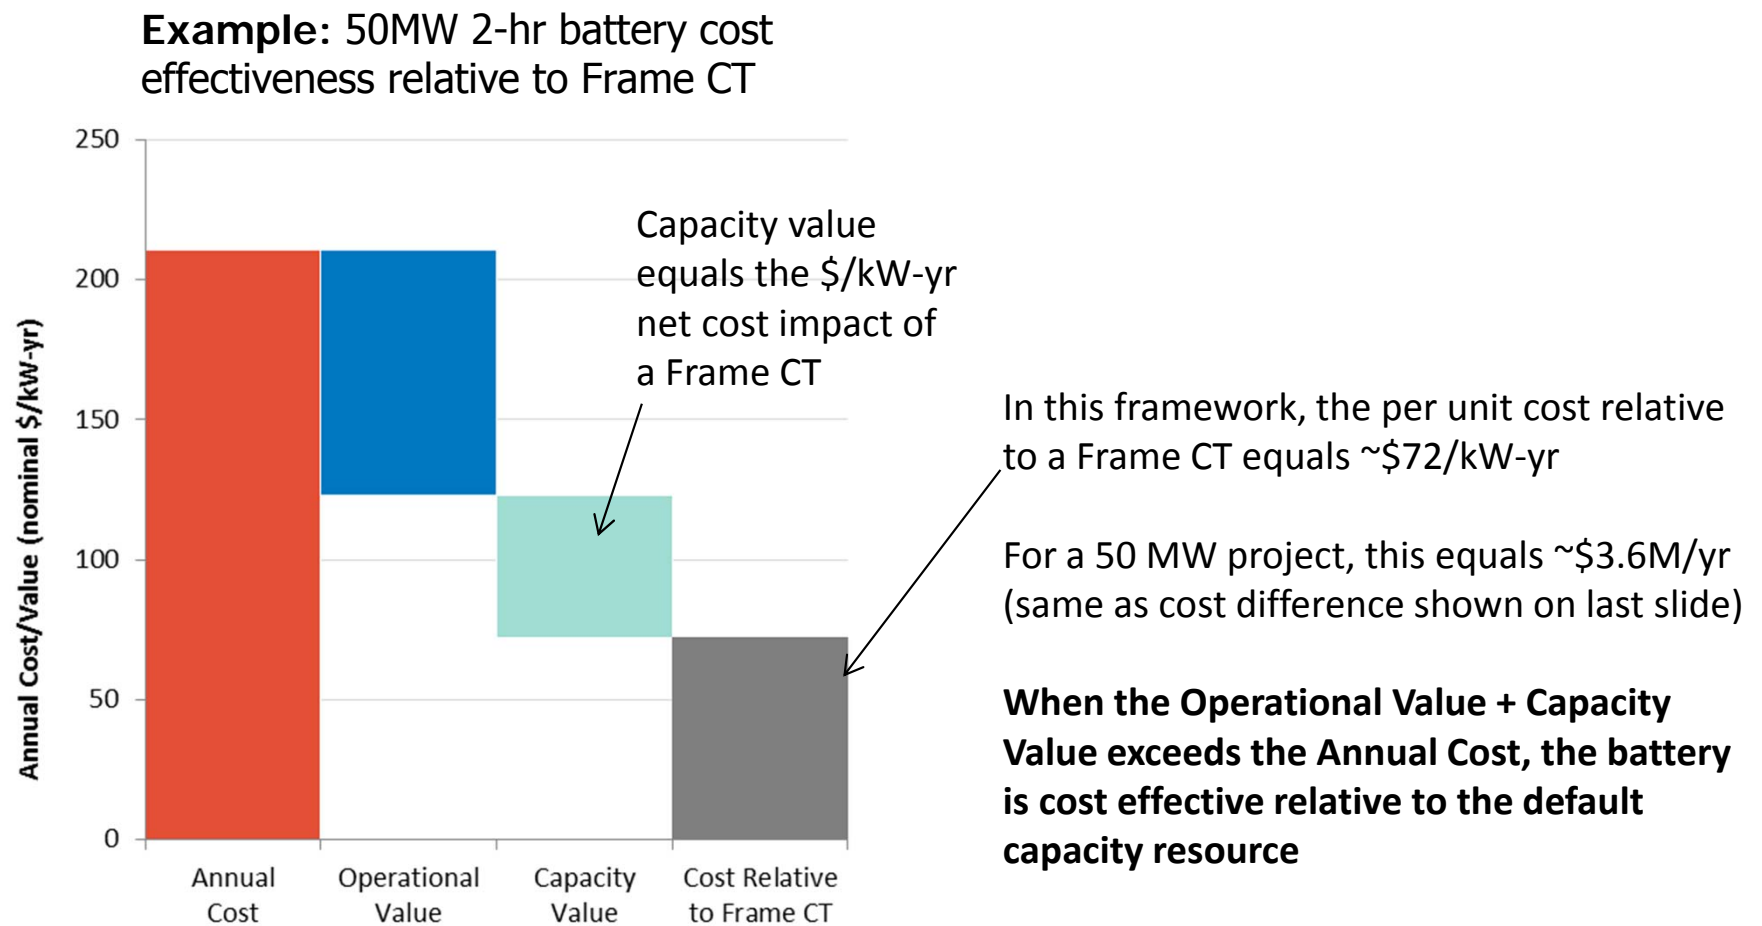 Example: 50MW 2-hr battery cost
effectiveness relative to Frame CT
Annual Cost/Value (nominal $/kW-yr)
250
200
150
100
50
0
Annual
Cost
Operational
Value
Capacity
Value
Cost Relative
to Frame CT
Capacity value
equals the $/kW-yr
net cost impact of
a Frame CT
In this framework, the per unit cost relative
to a Frame CT equals ~$72/kW-yr
For a 50 MW project, this equals ~$3.6M/yr
(same as cost difference shown on last slide)
When the Operational Value + Capacity
Value exceeds the Annual Cost, the battery
is cost effective relative to the default
capacity resource